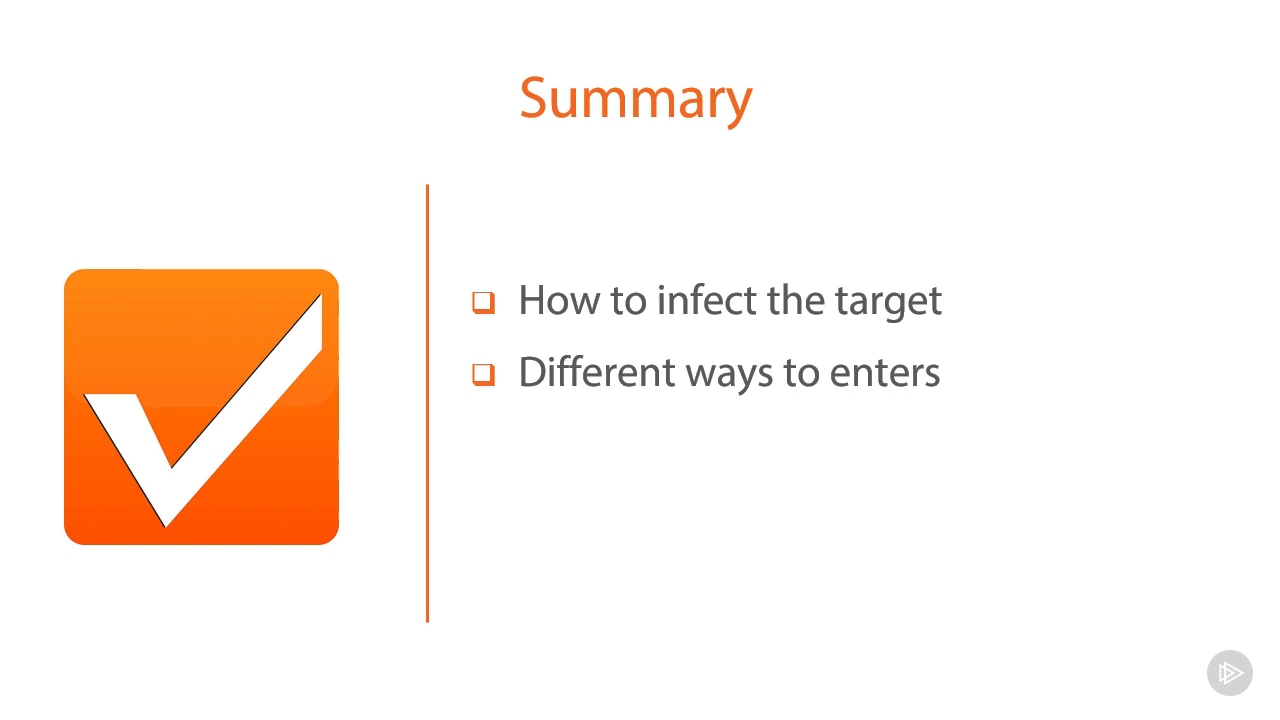 Summary
How to infect the target
Different ways to enters